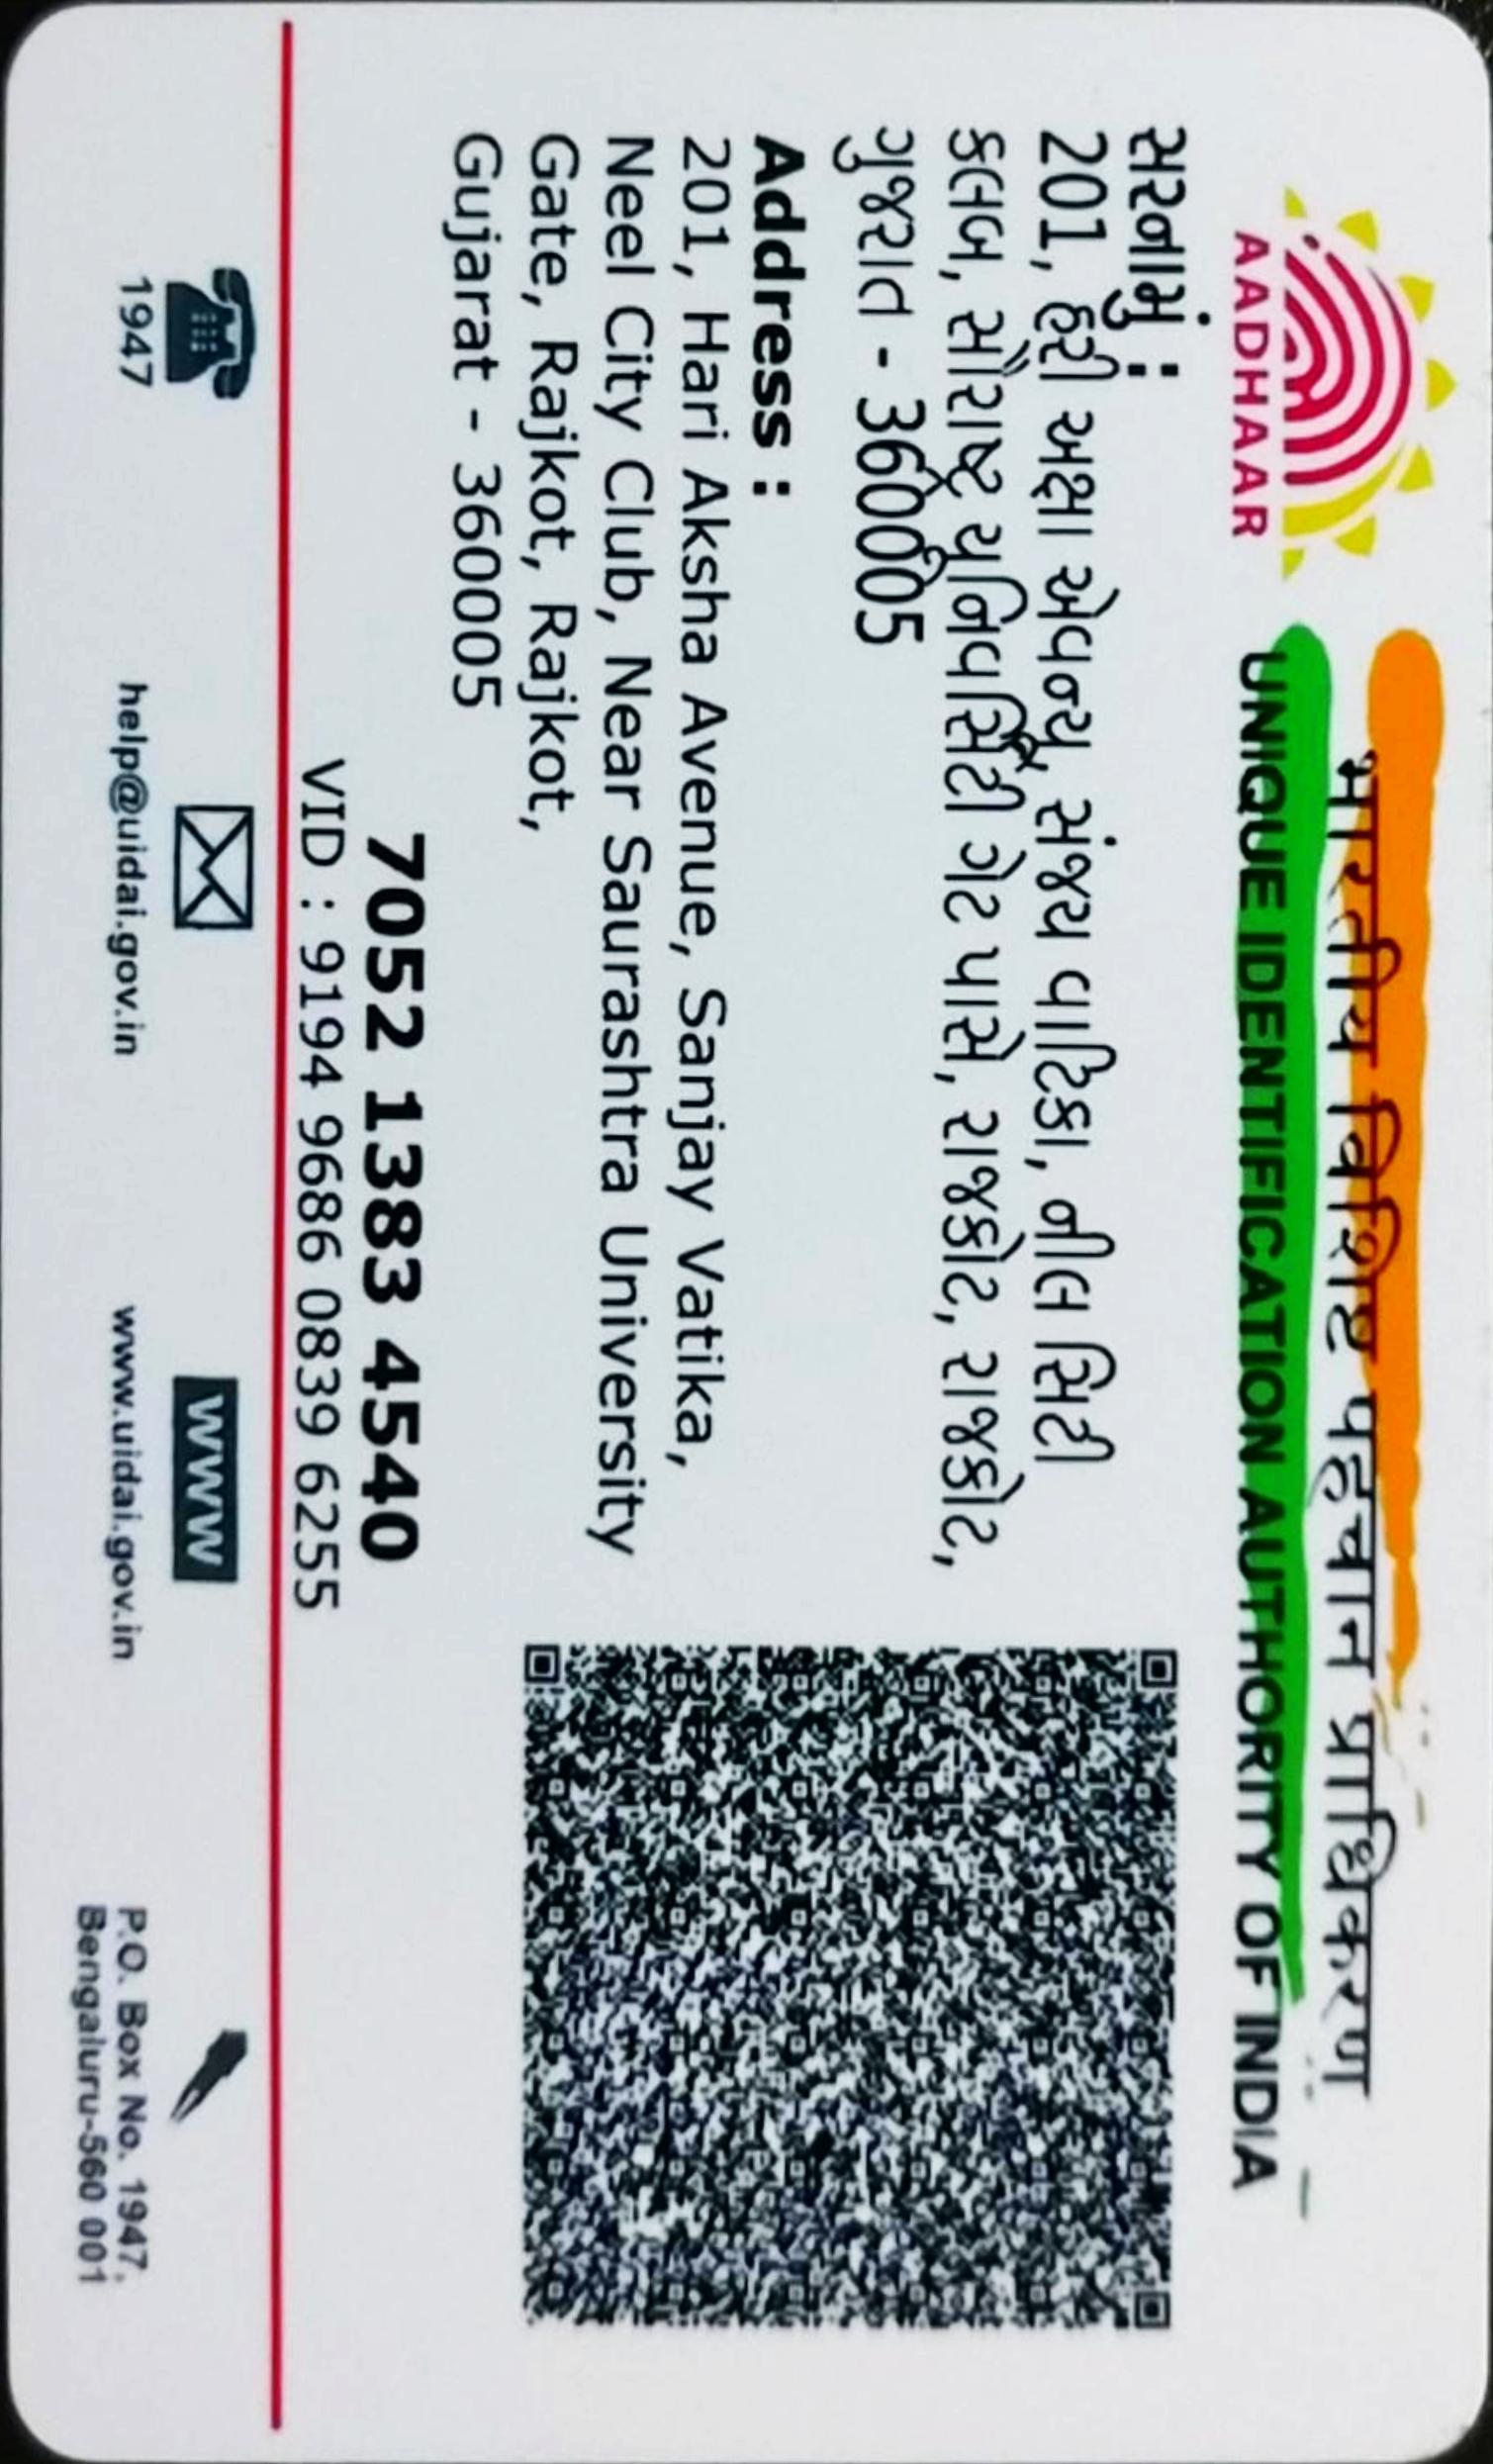 भारतीय विशिष्ट पहचान प्राधिकरण
AADHAAR
UNIQUE IDENTIFICATION AUTHORITY OF INDIA
સરનામું :
201, હરી અક્ષા એવન્યુ, સંજય વાટિકા, નીલ સિટી
ક્લબ, સૌરાષ્ટ્ર યુનિવર્સિટી ગેટ પાસે, રાજકોટ, રાજકોટ,
ગુજરાત - 360005
Address :
201, Hari Aksha Avenue, Sanjay Vatika,
Neel City Club, Near Saurashtra University
Gate, Rajkot, Rajkot,
Gujarat - 360005
7052 1383 4540
VID : 9194 9686 0839 6255
1947
help@uidai.gov.in
www
www.uidai.gov.in
P.O. Box No. 1947,
Bengaluru-560 001